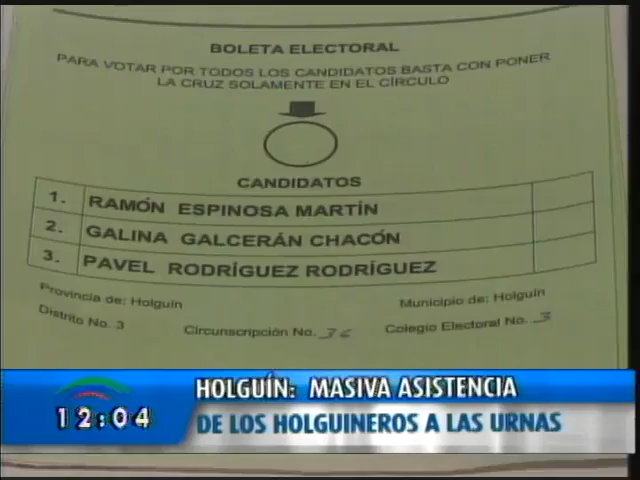 BOLETA ELECTORAL
PARA VOTAR POR TODOS LOS CANDIDATOS BASTA CON PONER
LA CRUZ SOLAMENTE EN EL CÍRCULO
CANDIDATOS
1. RAMÓN ESPINOSA MARTÍN
2. GALINA GALCERÁN CHACÓN
3. PAVEL RODRÍGUEZ RODRÍGUEZ
Provincia de: Holguín Municipio de: Holguín
Distrito No. 3 Circunscripción No. 36 Colegio Electoral No. 3
HOLGUÍN: MASIVA ASISTENCIA
12:04 DE LOS HOLGUINEROS A LAS URNAS